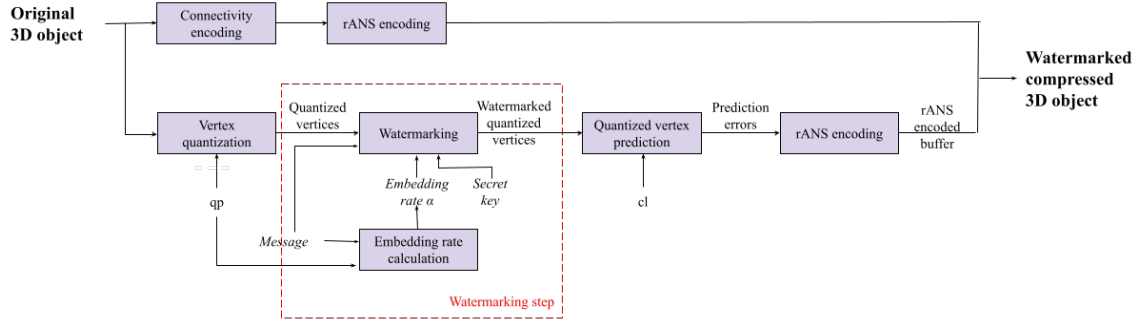 Original
3D object
Connectivity
encoding
rANS encoding
Watermarked
compressed
3D object
Vertex
quantization
Quantized
vertices
Watermarking
Watermarked
quantized
vertices
Quantized vertex
prediction
Prediction
errors
rANS encoding
rANS
encoded
buffer
qp
Embedding
rate α
Secret
key
cl
Message
Embedding rate
calculation
Watermarking step